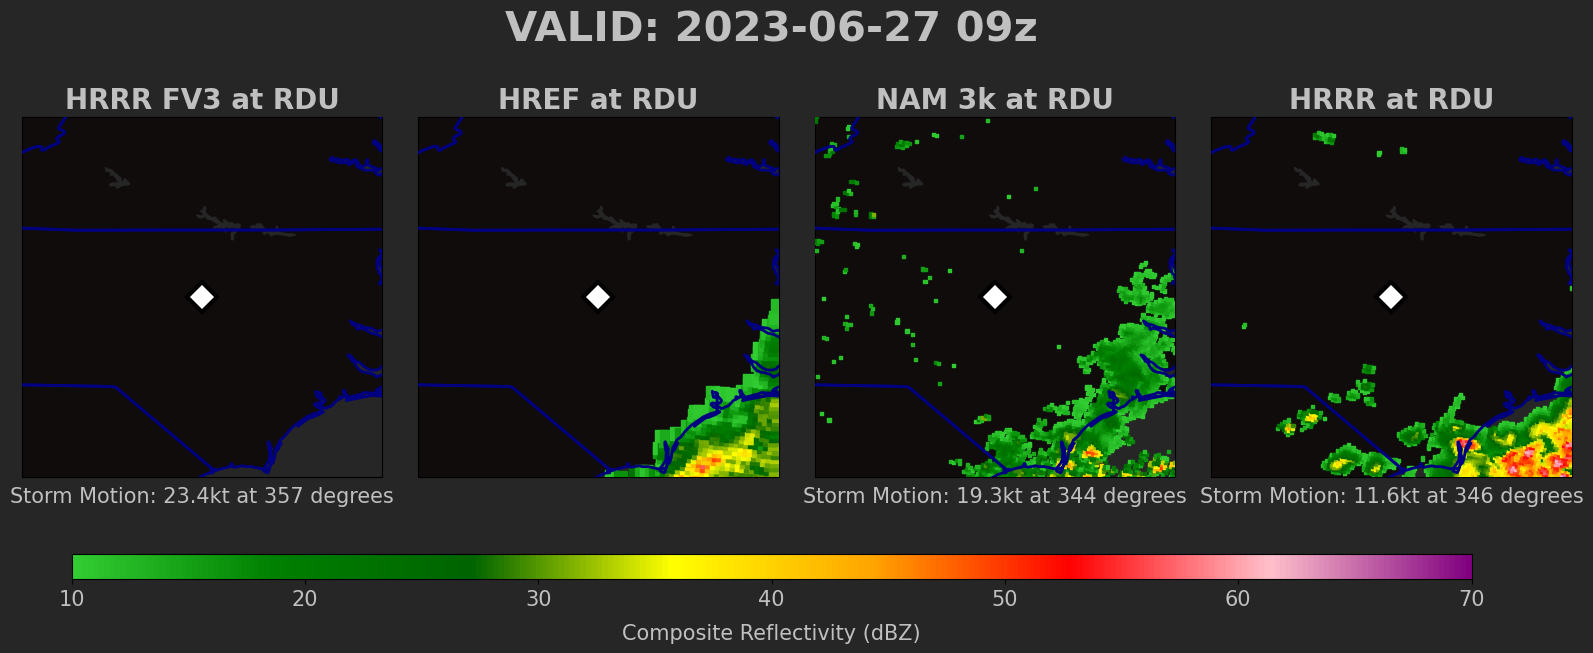 VALID: 2023-06-27 09z
HRRR FV3 at RDU
HREF at RDU
NAM 3k at RDU
HRRR at RDU
Storm Motion: 23.4kt at 357 degrees
Storm Motion: 19.3kt at 344 degrees
Storm Motion: 11.6kt at 346 degrees
10 20 30 40 50 60 70
Composite Reflectivity (dBZ)